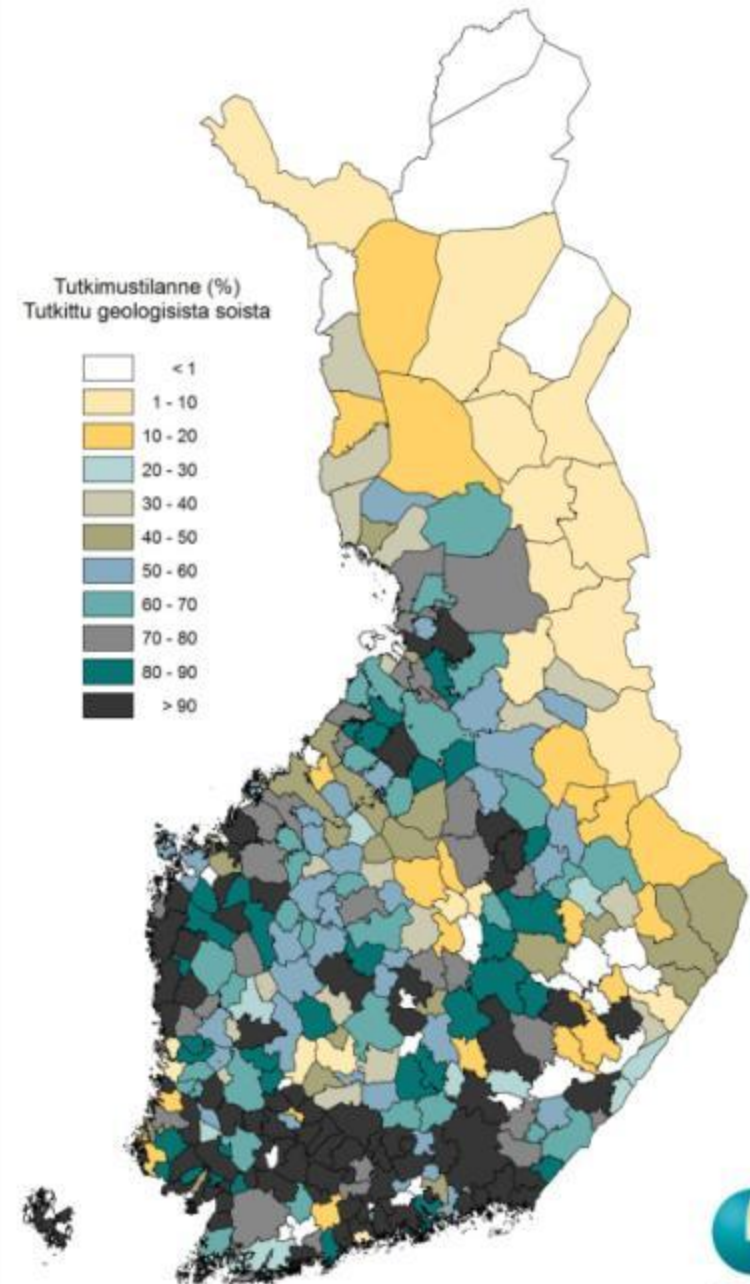 Tutkimustilanne (%)
Tutkittu geologisista soista
< 1
1 - 10
10 - 20
20 - 30
30 - 40
40 - 50
50 - 60
60 - 70
70 - 80
80 - 90
> 90